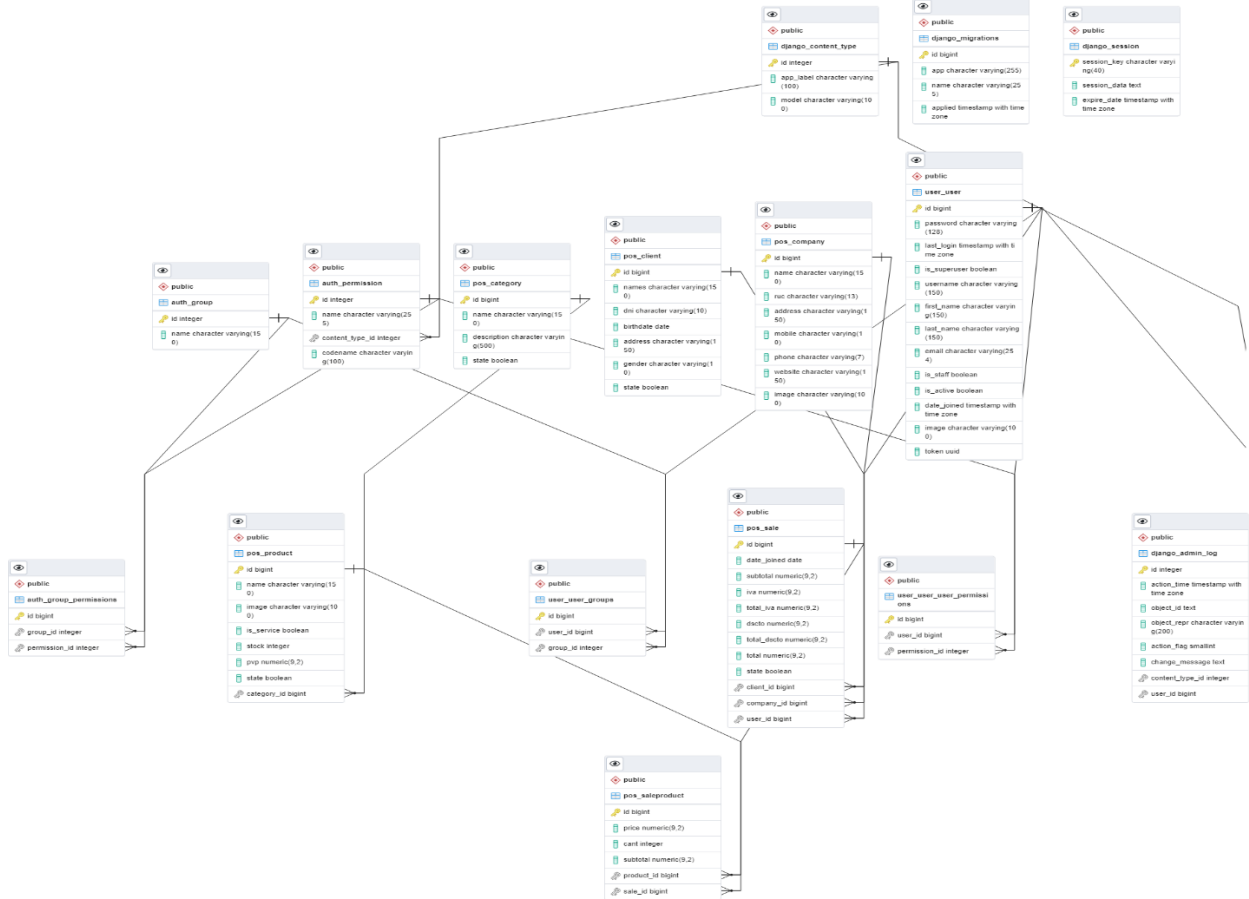 public
django_content_type
id integer
app_label character varying
(100)
model character varying(10
0)
public
django_migrations
id bigint
app character varying(255)
name character varying(25
5)
applied timestamp with time
zone
public
django_session
session_key character varyi
ng(40)
session_data text
expire_date timestamp with
time zone
public
user_user
id bigint
password character varying
(128)
last_login timestamp with ti
me zone
is_superuser boolean
username character varying
(150)
first_name character varyin
g(150)
last_name character varying
(150)
email character varying(25
4)
is_staff boolean
is_active boolean
date_joined timestamp with
time zone
image character varying(10
0)
token uuid
public
auth_group
id integer
name character varying(15
0)
public
auth_permission
id integer
name character varying(25
5)
content_type_id integer
codename character varyin
g(100)
public
pos_category
id bigint
name character varying(15
0)
description character varyin
g(500)
state boolean
public
pos_client
id bigint
names character varying(15
0)
dni character varying(10)
birthdate date
address character varying(1
50)
gender character varying(1
0)
state boolean
public
pos_company
id bigint
name character varying(15
0)
ruc character varying(13)
address character varying(1
50)
mobile character varying(1
0)
phone character varying(7)
website character varying(1
50)
image character varying(10
0)
public
auth_group_permissions
id bigint
group_id integer
permission_id integer
public
pos_product
id bigint
name character varying(15
0)
image character varying(10
0)
is_service boolean
stock integer
pvp numeric(9,2)
state boolean
category_id bigint
public
user_user_groups
id bigint
user_id bigint
group_id integer
public
pos_sale
id bigint
date_joined date
subtotal numeric(9,2)
iva numeric(9,2)
total_iva numeric(9,2)
dscto numeric(9,2)
total_dscto numeric(9,2)
total numeric(9,2)
state boolean
client_id bigint
company_id bigint
user_id bigint
public
user_user_user_permissi
ons
id bigint
user_id bigint
permission_id integer
public
django_admin_log
id integer
action_time timestamp with
time zone
object_id text
object_repr character varyin
g(200)
action_flag smallint
change_message text
content_type_id integer
user_id bigint
public
pos_saleproduct
id bigint
price numeric(9,2)
cant integer
subtotal numeric(9,2)
product_id bigint
sale_id bigint